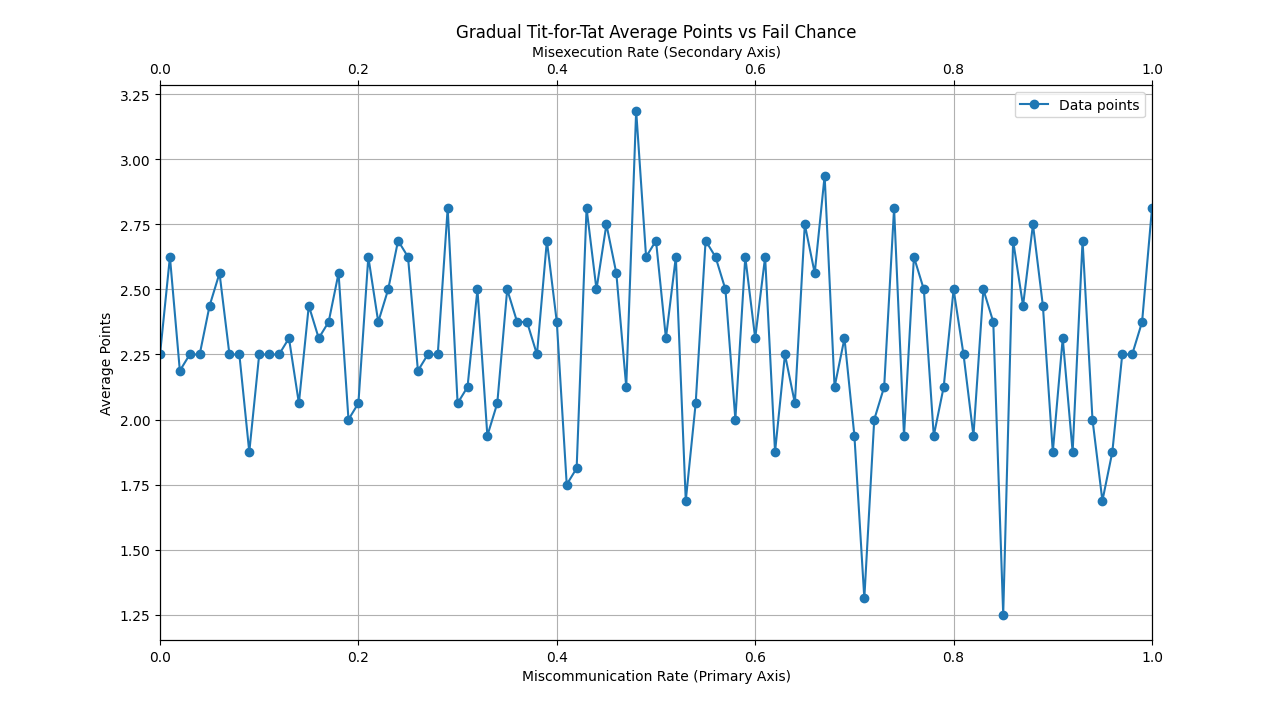 Gradual Tit-for-Tat Average Points vs Fail Chance
Misexecution Rate (Secondary Axis)
0.0 0.2 0.4 0.6 0.8 1.0
Data points
3.25
3.00
2.75
2.50
2.25
2.00
1.75
1.50
1.25
Average Points
0.0 0.2 0.4 0.6 0.8 1.0
Miscommunication Rate (Primary Axis)